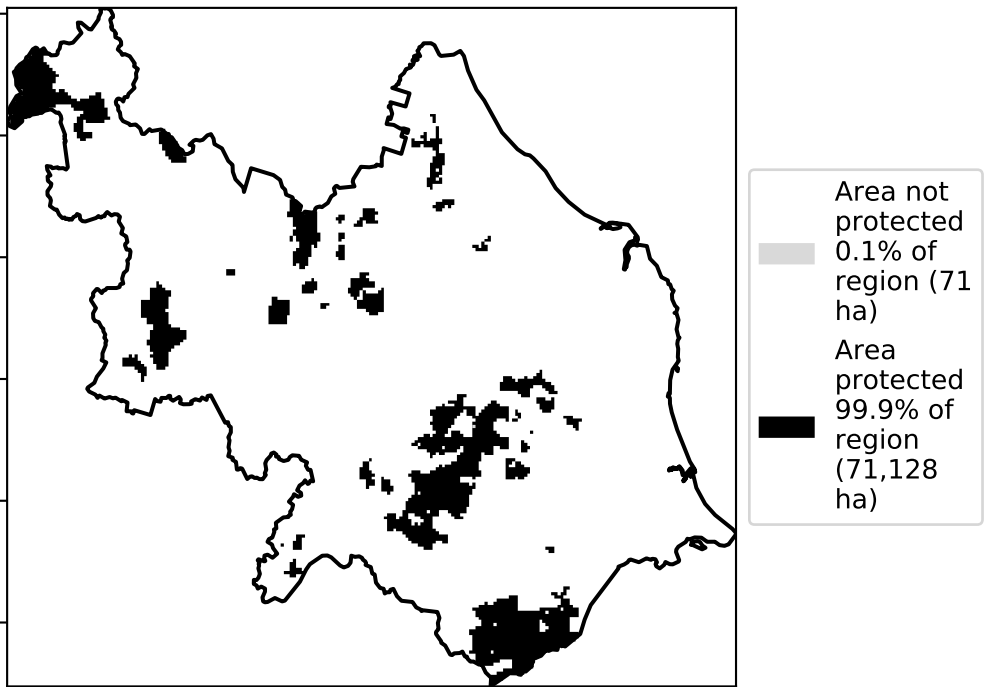 Area not
protected
0.1% of
region (71
ha)
Area
protected
99.9% of
region
(71,128
ha)